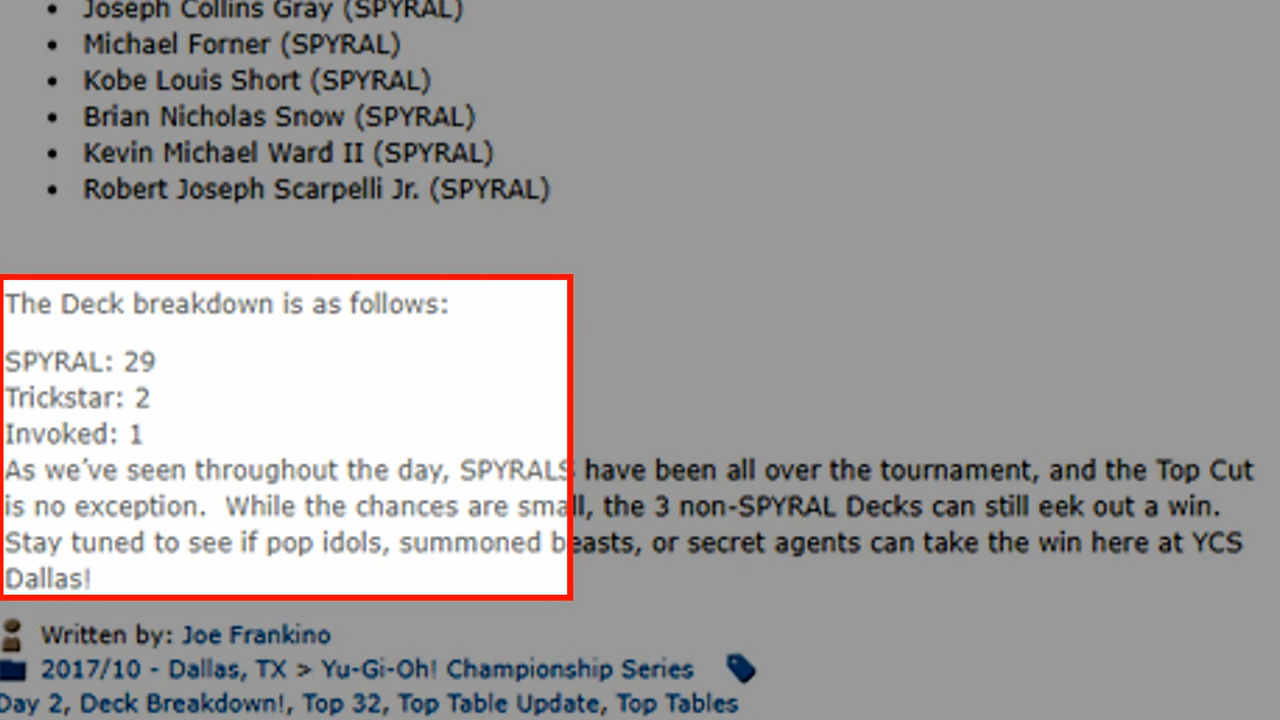 Joseph Collins Gray (SPYRAL)
Michael Forner (SPYRAL)
Kobe Louis Short (SPYRAL)
Brian Nicholas Snow (SPYRAL)
Kevin Michael Ward II (SPYRAL)
Robert Joseph Scarpelli Jr. (SPYRAL)
The Deck breakdown is as follows:
SPYRAL: 29
Trickstar: 2
Invoked: 1
As we've seen throughout the day, SPYRALS have been all over the tournament, and the Top Cut
is no exception.  While the chances are small, the 3 non-SPYRAL Decks can still eek out a win.
Stay tuned to see if pop idols, summoned beasts, or secret agents can take the win here at YCS
Dallas!
Written by: Joe Frankino
2017/10 - Dallas, TX > Yu-Gi-Oh! Championship Series
Day 2, Deck Breakdown!, Top 32, Top Table Update, Top Tables